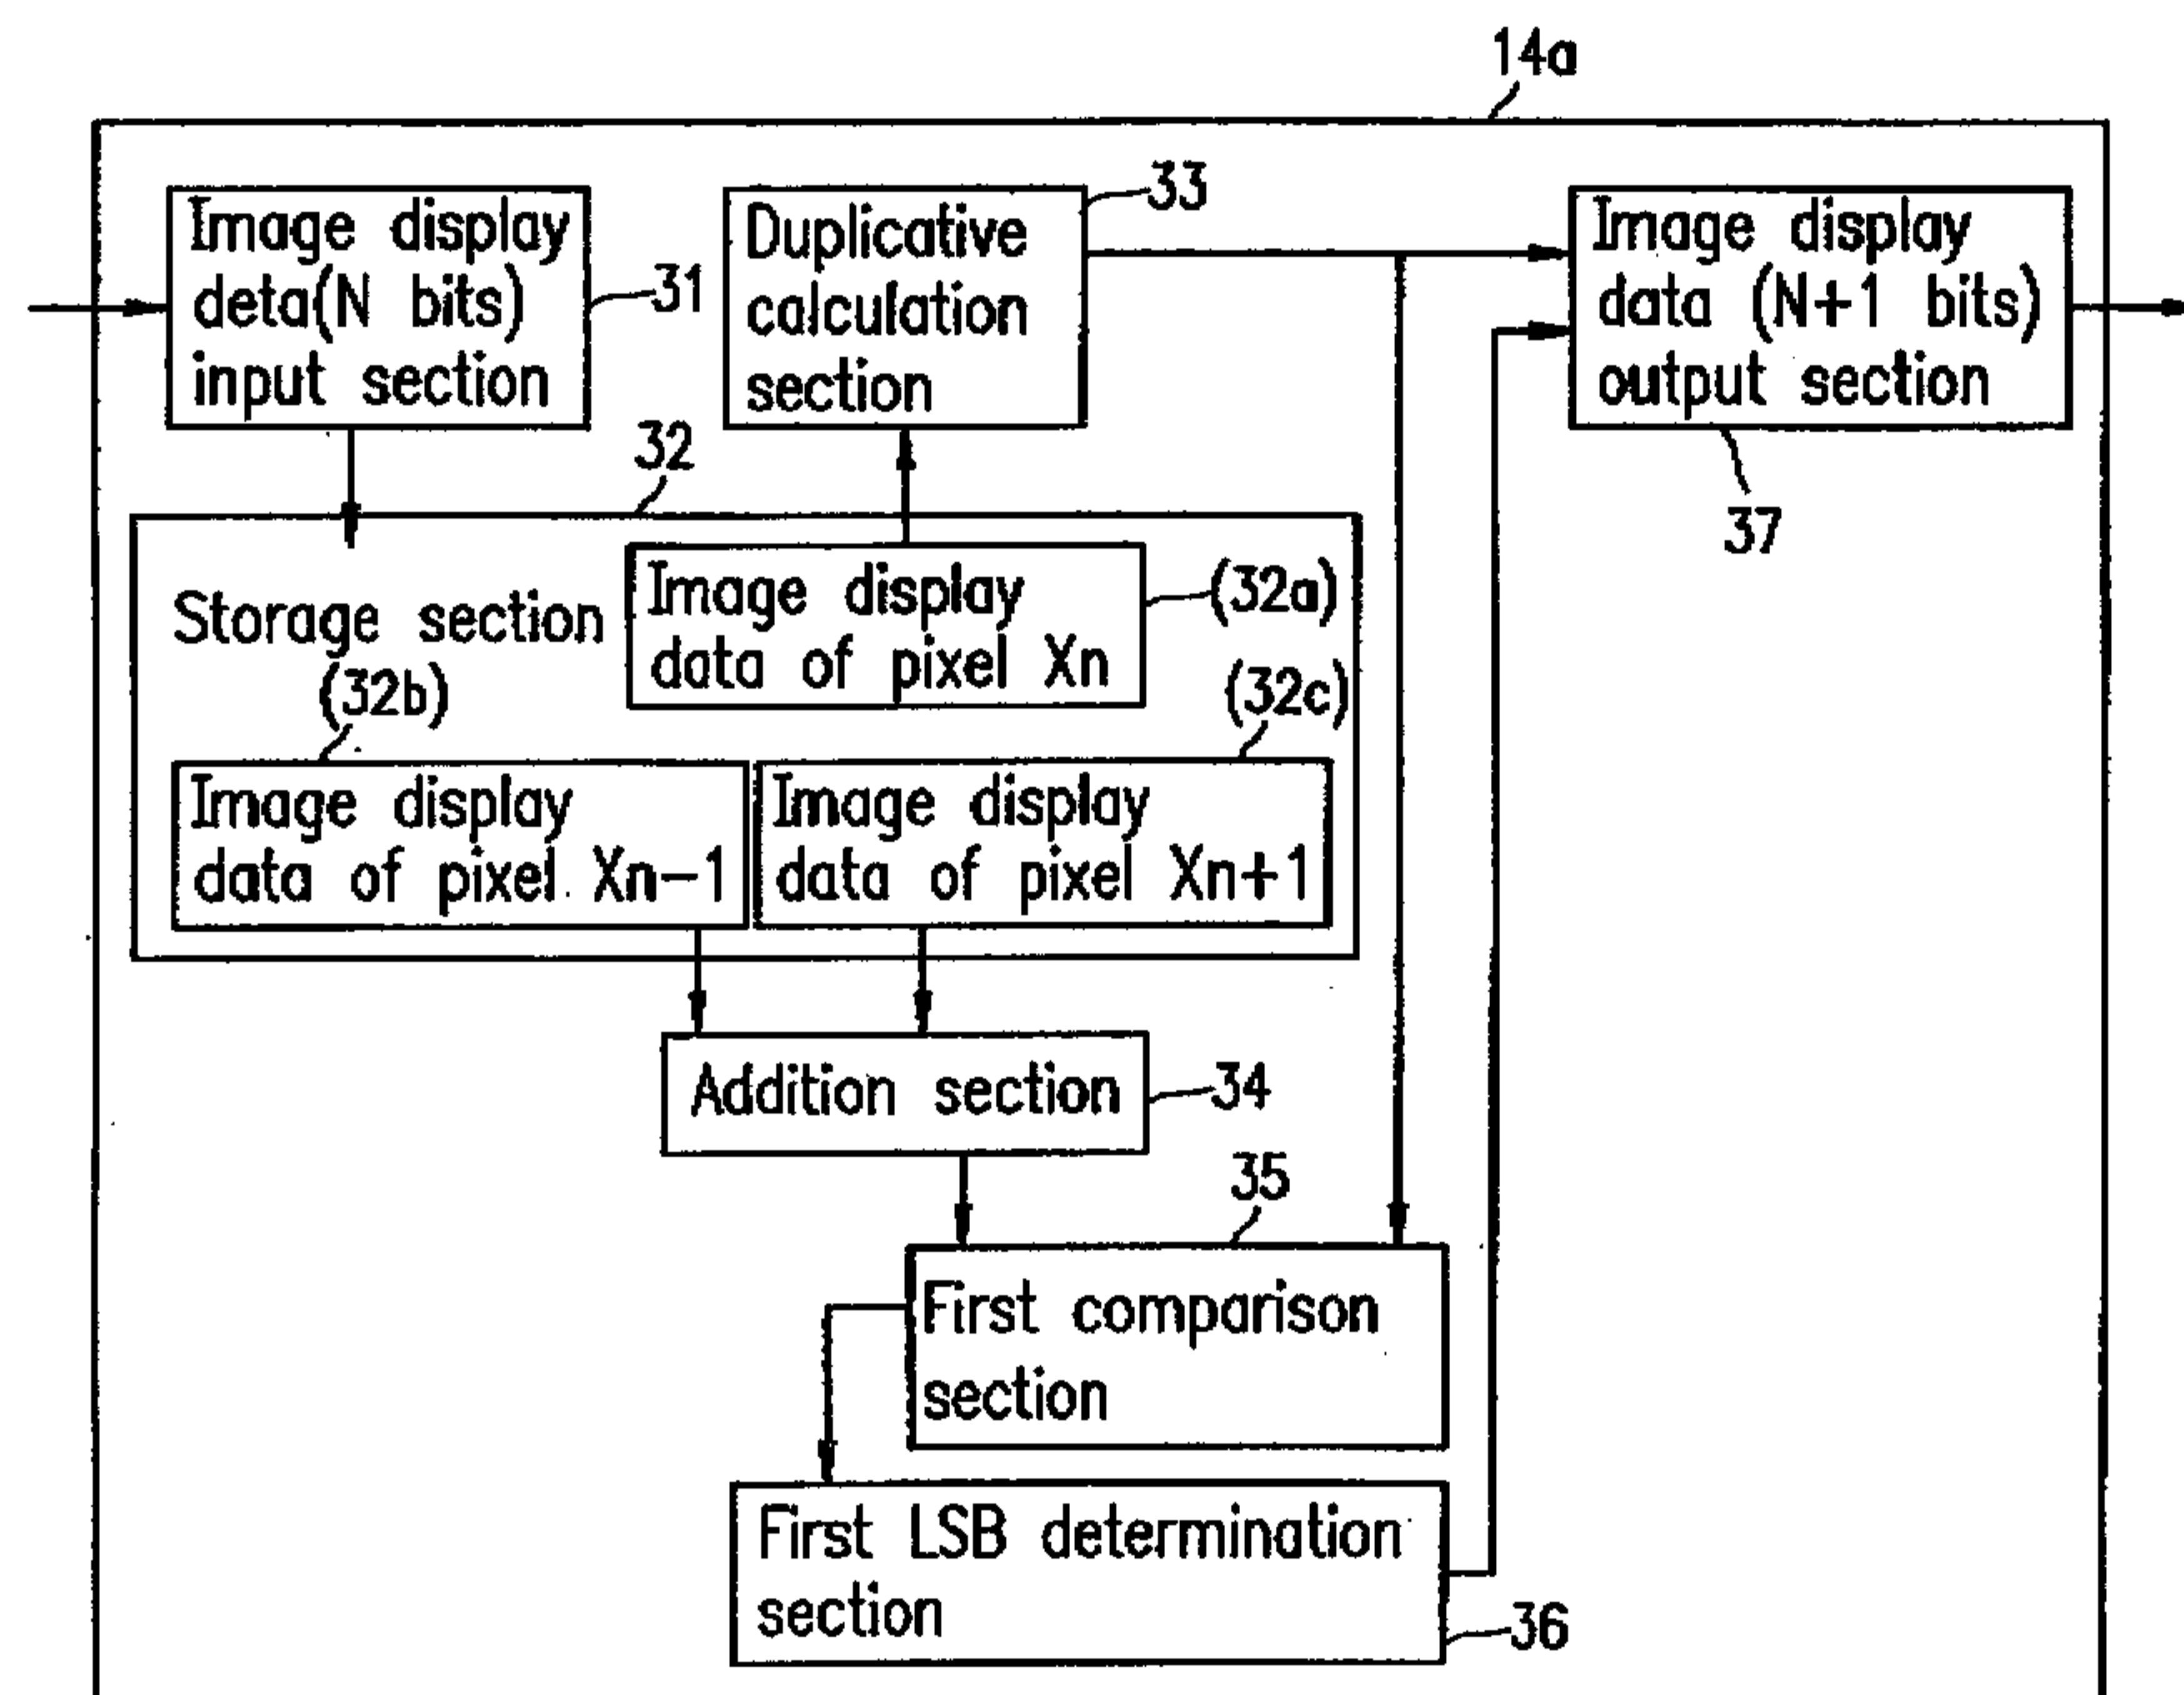 14a
Image display
deta(N bits)
input section
31
Duplicative
calculation
section
33
Image display
data (N+1 bits)
output section
37
32
Storage section
Image display
data of pixel Xn
(32a)
(32b)
Image display
data of pixel Xn-1
(32c)
Image display
data of pixel Xn+1
Addition section
34
35
First comparison
section
First LSB determination
section
36